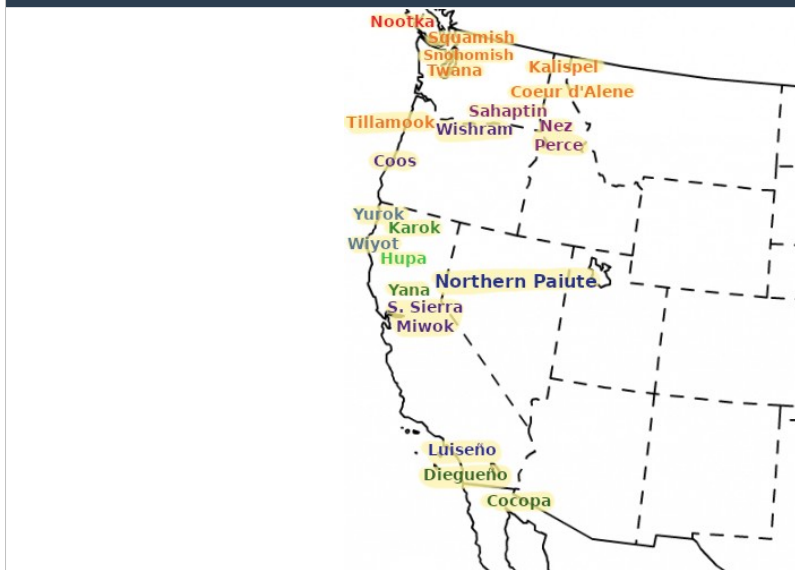 Nootka
Squamish
Snohomish
Twana
Kalispel
Coeur d'Alene
Sahaptin
Tillamook
Wishram
Nez
Perce
Coos
Yurok
Karok
Wiyot
Hupa
Northern Paiute
Yana
S. Sierra
Miwok
Luiseño
Diegueño
Cocopa